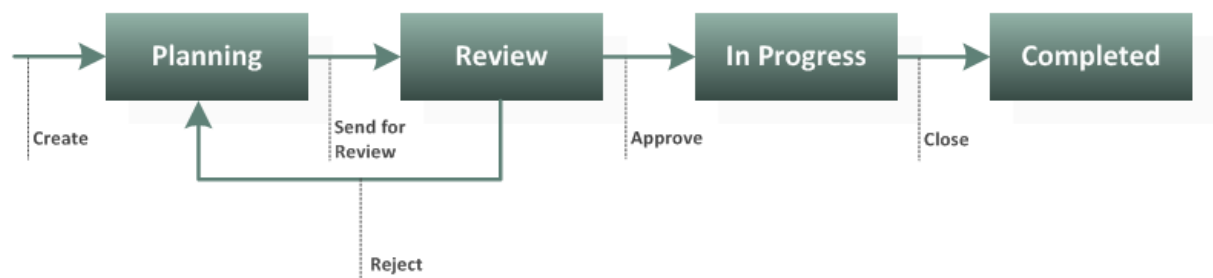 Planning
Review
In Progress
Completed
Create
Send for
Review
Approve
Close
Reject